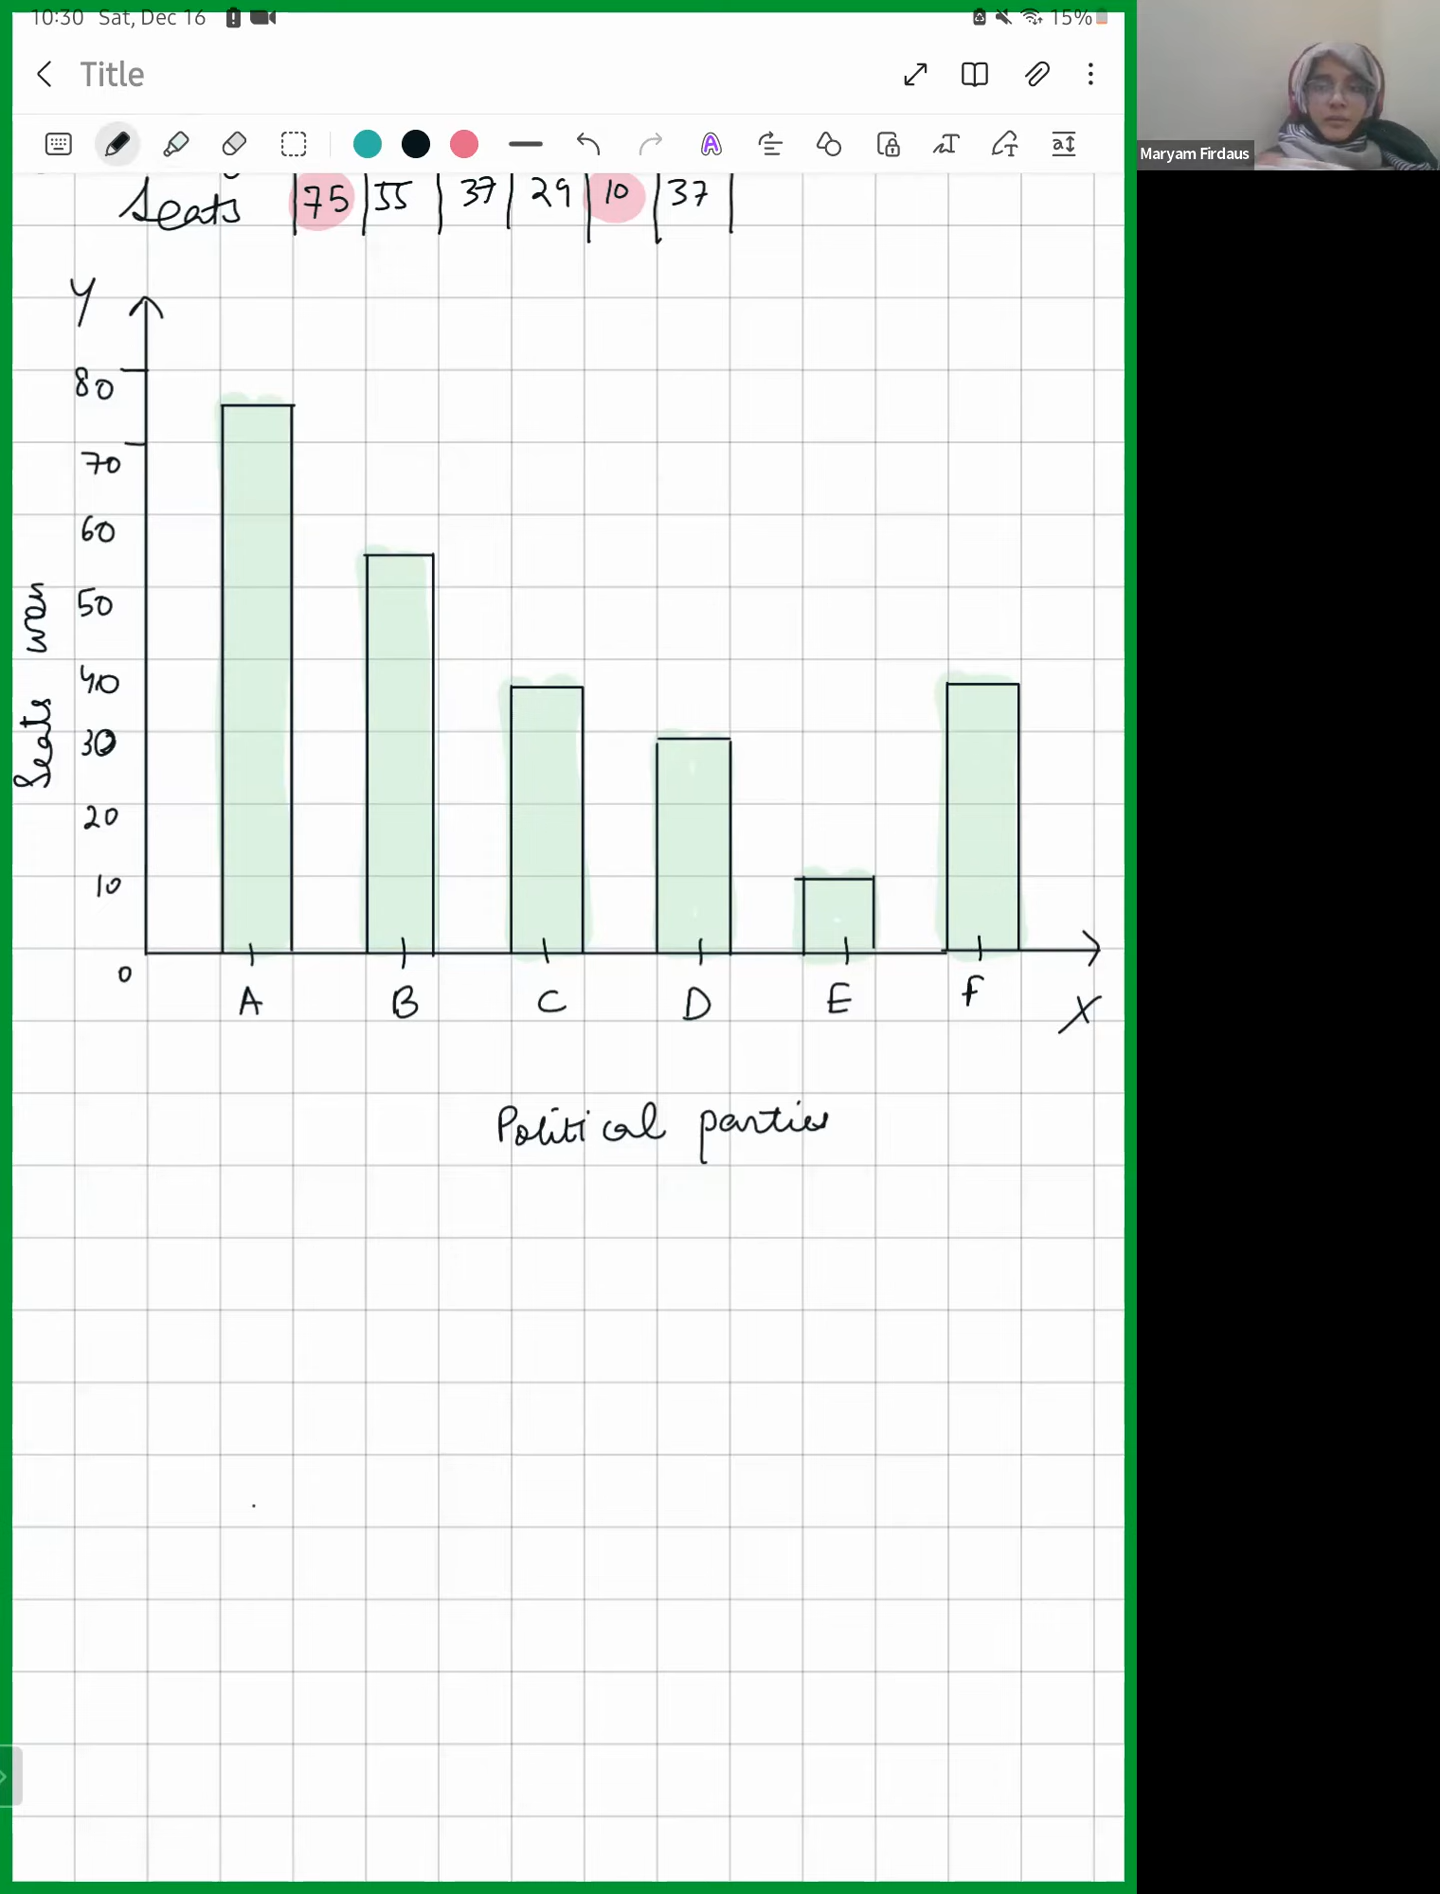 10:30 Sat, Dec 16
15%
Title
Maryam Firdaus
Seats 75 55 37 29 10 37
Y
80
70
60
50
40
30
20
10
0
Seats won
A B C D E f
X
Political parties